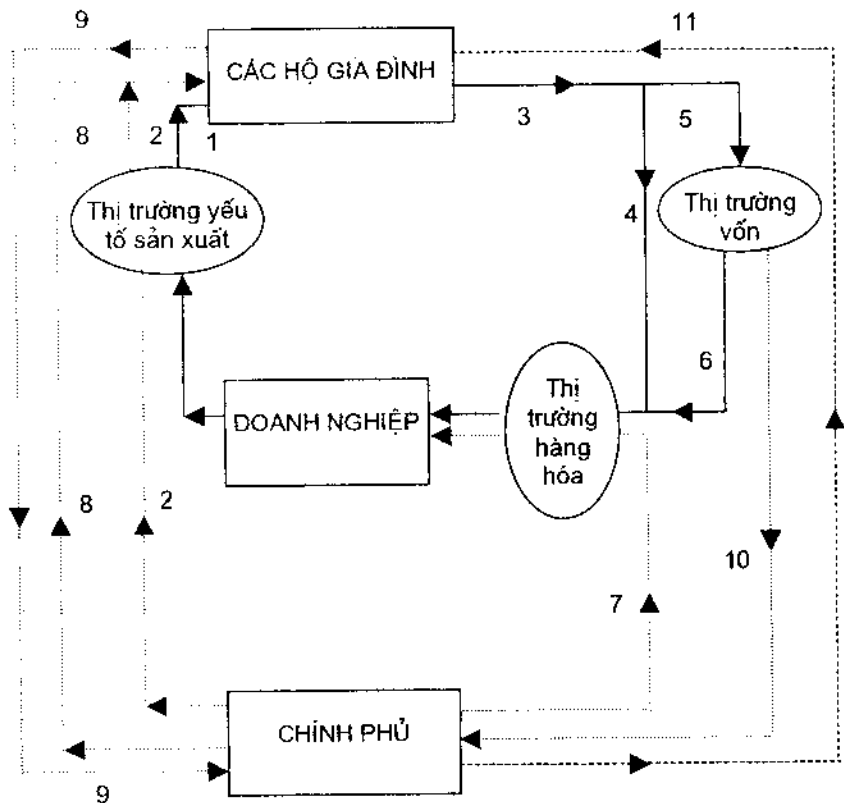 9
11
CÁC HỘ GIA ĐÌNH
3
5
8
2
1
Thị trường yếu
tố sản xuất
4
Thị trường
vốn
6
DOANH NGHIỆP
Thị
trường
hàng
hóa
8
2
10
7
CHÍNH PHỦ
9